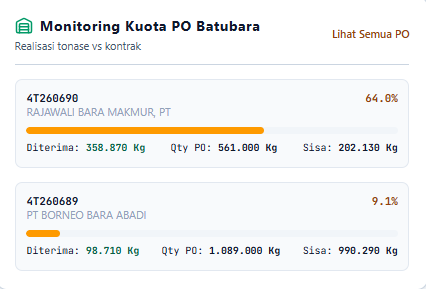 Monitoring Kuota PO Batubara
Realisasi tonase vs kontrak
Lihat Semua PO
4T260690
64.0%
RAJAWALI BARA MAKMUR, PT
Diterima: 358.870 Kg Qty PO: 561.000 Kg Sisa: 202.130 Kg
4T260689
9.1%
PT BORNEO BARA ABADI
Diterima: 98.710 Kg Qty PO: 1.089.000 Kg Sisa: 990.290 Kg